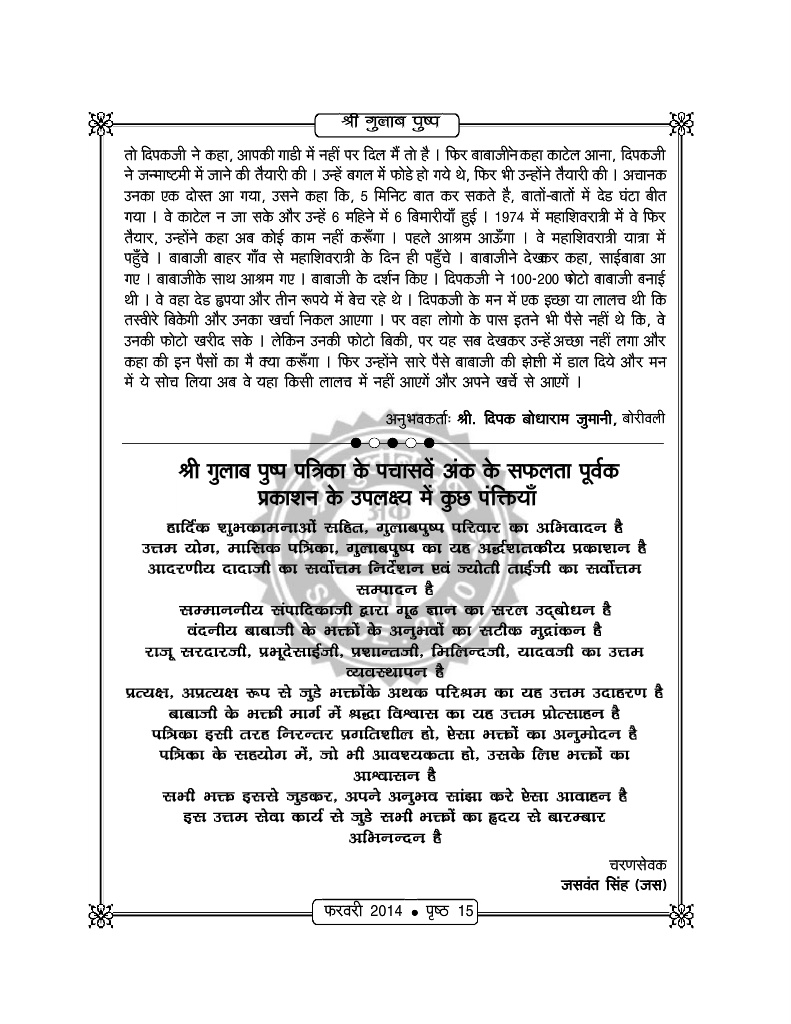 श्री गुलाब पुष्प
तो दिपकजी ने कहा, आपकी गाडी में नहीं पर दिल मैं तो है । फिर बाबाजीने कहा काटेल आना, दिपकजी
ने जन्माष्टमी में जाने की तैयारी की । उन्हें बगल में फोडे हो गये थे, फिर भी उन्होंने तैयारी की । अचानक
उनका एक दोस्त आ गया, उसने कहा कि, 5 मिनिट बात कर सकते है, बातों-बातों में देड घंटा बीत
गया । वे काटेल न जा सके और उन्हें 6 महिने में 6 बिमारीयाँ हुई । 1974 में महाशिवरात्री में वे फिर
तैयार, उन्होंने कहा अब कोई काम नहीं करूँगा । पहले आश्रम आऊँगा । वे महाशिवरात्री यात्रा में
पहुँचे । बाबाजी बाहर गाँव से महाशिवरात्री के दिन ही पहुँचे । बाबाजीने देखकर कहा, साईबाबा आ
गए । बाबाजीके साथ आश्रम गए । बाबाजी के दर्शन किए । दिपकजी ने 100-200 फोटो बाबाजी बनाई
थी । वे वहा देड रूपया और तीन रूपये में बेच रहे थे । दिपकजी के मन में एक इच्छा या लालच थी कि
तस्वीरे बिकेगी और उनका खर्चा निकल आएगा । पर वहा लोगो के पास इतने भी पैसे नहीं थे कि, वे
उनकी फोटो खरीद सके । लेकिन उनकी फोटो बिकी, पर यह सब देखकर उन्हें अच्छा नहीं लगा और
कहा की इन पैसों का मै क्या करूँगा । फिर उन्होंने सारे पैसे बाबाजी की झोली में डाल दिये और मन
में ये सोच लिया अब वे यहा किसी लालच में नहीं आएगें और अपने खर्चे से आएगें ।
अनुभवकर्ताः श्री. दिपक बोधाराम जुमानी, बोरीवली
श्री गुलाब पुष्प पत्रिका के पचासवें अंक के सफलता पूर्वक
प्रकाशन के उपलक्ष्य में कुछ पंक्तियाँ
हार्दिक शुभकामनाओं सहित, गुलाबपुष्प परिवार का अभिवादन है
उत्तम योग, मासिक पत्रिका, गुलाबपुष्प का यह अर्द्धशतकीय प्रकाशन है
आदरणीय दादाजी का सर्वोत्तम निर्देशन एवं ज्योती ताईजी का सर्वोत्तम
सम्पादन है
सम्माननीय संपादिकाजी द्वारा गूढ ज्ञान का सरल उद्बोधन है
वंदनीय बाबाजी के भक्तों के अनुभवों का सटीक मुद्रांकन है
राजू सरदारजी, प्रभूदेसाईजी, प्रशान्तजी, मिलिन्दजी, यादवजी का उत्तम
व्यवस्थापन है
प्रत्यक्ष, अप्रत्यक्ष रूप से जुडे भक्तोंके अथक परिश्रम का यह उत्तम उदाहरण है
बाबाजी के भक्ती मार्ग में श्रद्धा विश्वास का यह उत्तम प्रोत्साहन है
पत्रिका इसी तरह निरन्तर प्रगतिशील हो, ऐसा भक्तों का अनुमोदन है
पत्रिका के सहयोग में, जो भी आवश्यकता हो, उसके लिए भक्तों का
आश्वासन है
सभी भक्त इससे जुडकर, अपने अनुभव सांझा करे ऐसा आवाहन है
इस उत्तम सेवा कार्य से जुडे सभी भक्तों का हृदय से बारम्बार
अभिनन्दन है
चरणसेवक
जसवंत सिंह (जस)
फरवरी 2014 ● पृष्ठ 15